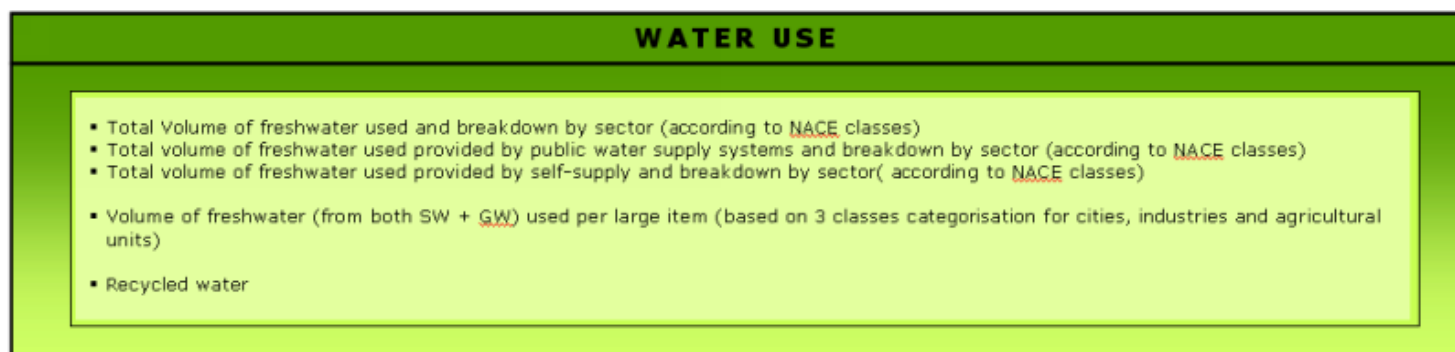 WATER USE
▪ Total Volume of freshwater used and breakdown by sector (according to NACE classes)
▪ Total volume of freshwater used provided by public water supply systems and breakdown by sector (according to NACE classes)
▪ Total volume of freshwater used provided by self-supply and breakdown by sector( according to NACE classes)
▪ Volume of freshwater (from both SW + GW) used per large item (based on 3 classes categorisation for cities, industries and agricultural
units)
▪ Recycled water